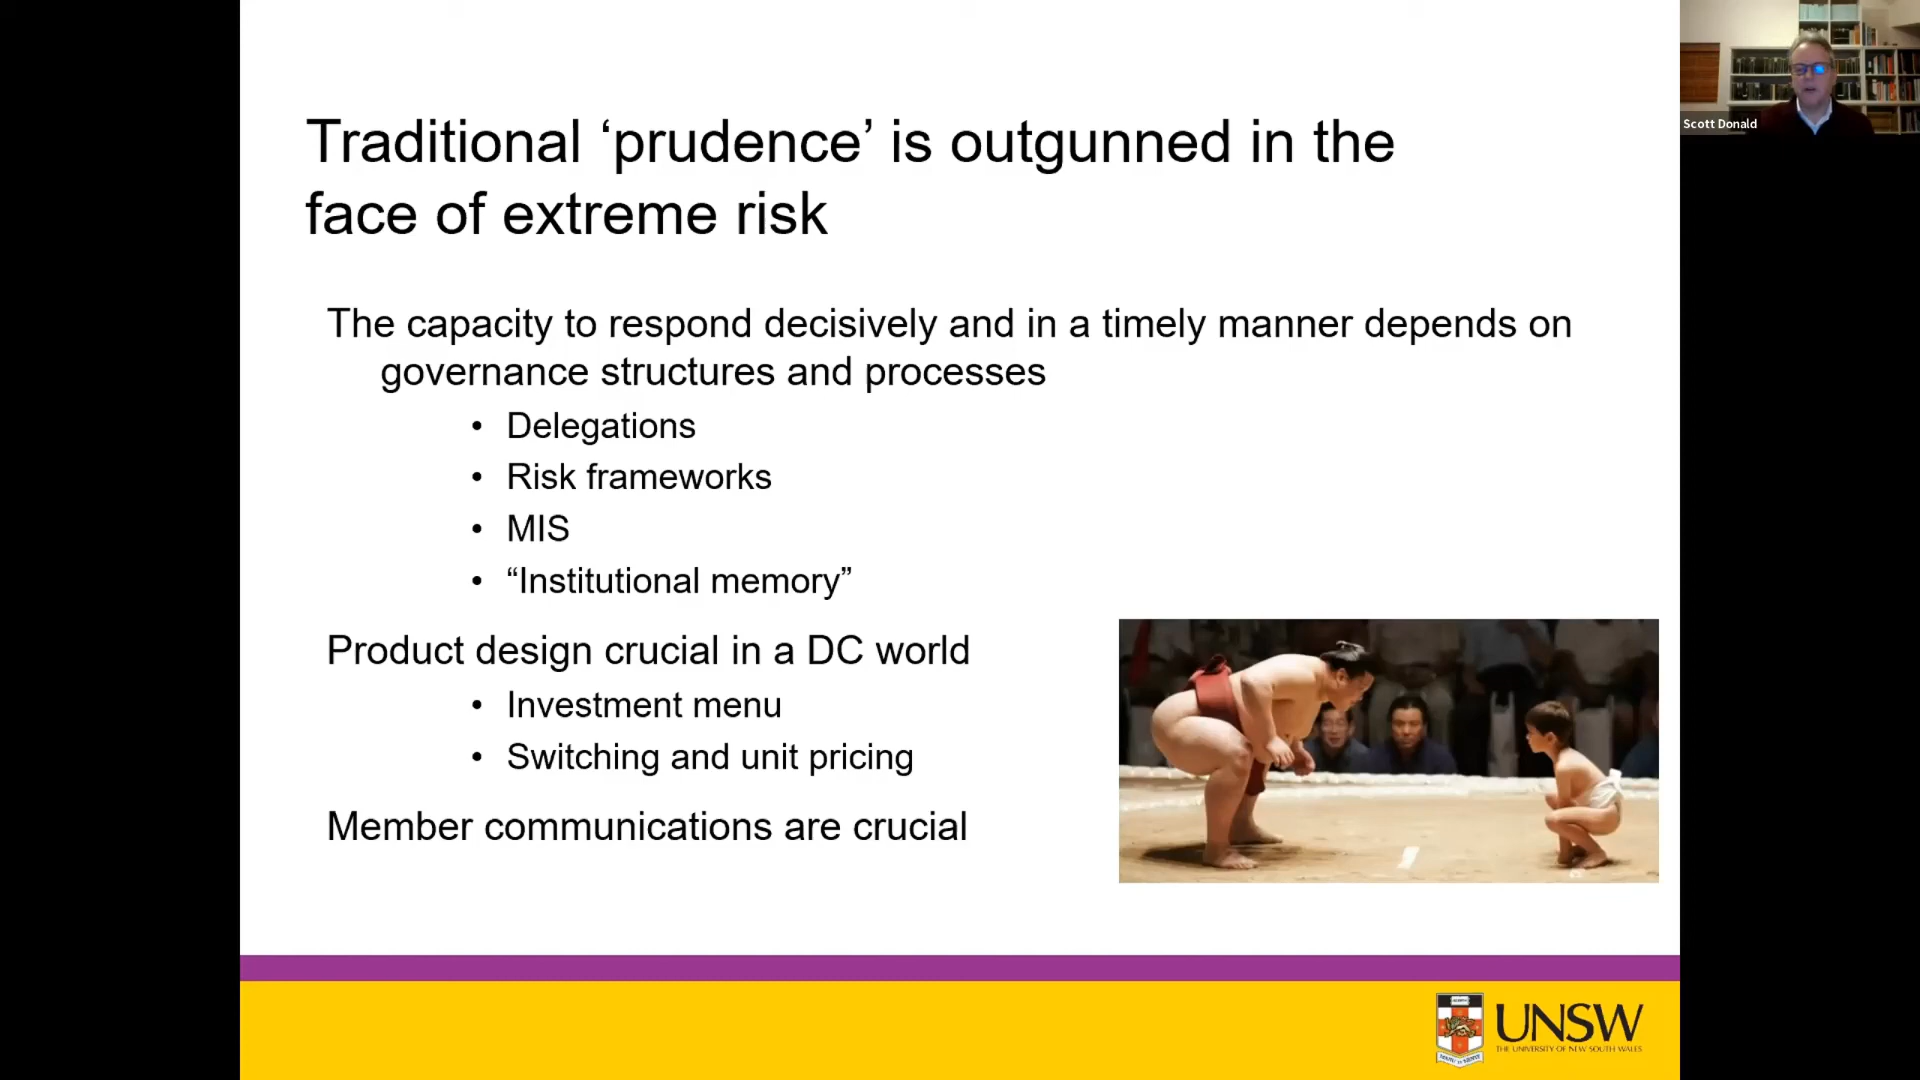 Traditional ‘prudence’ is outgunned in the
face of extreme risk
The capacity to respond decisively and in a timely manner depends on
governance structures and processes
• Delegations
• Risk frameworks
• MIS
• “Institutional memory”
Product design crucial in a DC world
• Investment menu
• Switching and unit pricing
Member communications are crucial
Scott Donald
UNSW
THE UNIVERSITY OF NEW SOUTH WALES